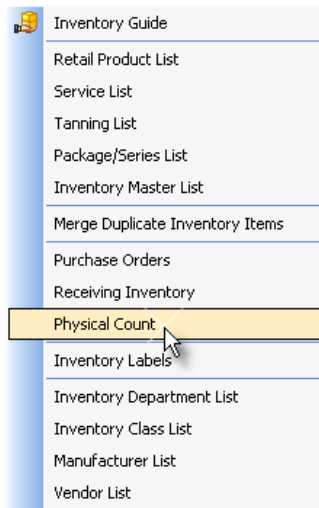 Inventory Guide
Retail Product List
Service List
Tanning List
Package/Series List
Inventory Master List
Merge Duplicate Inventory Items
Purchase Orders
Receiving Inventory
Physical Count
Inventory Labels
Inventory Department List
Inventory Class List
Manufacturer List
Vendor List